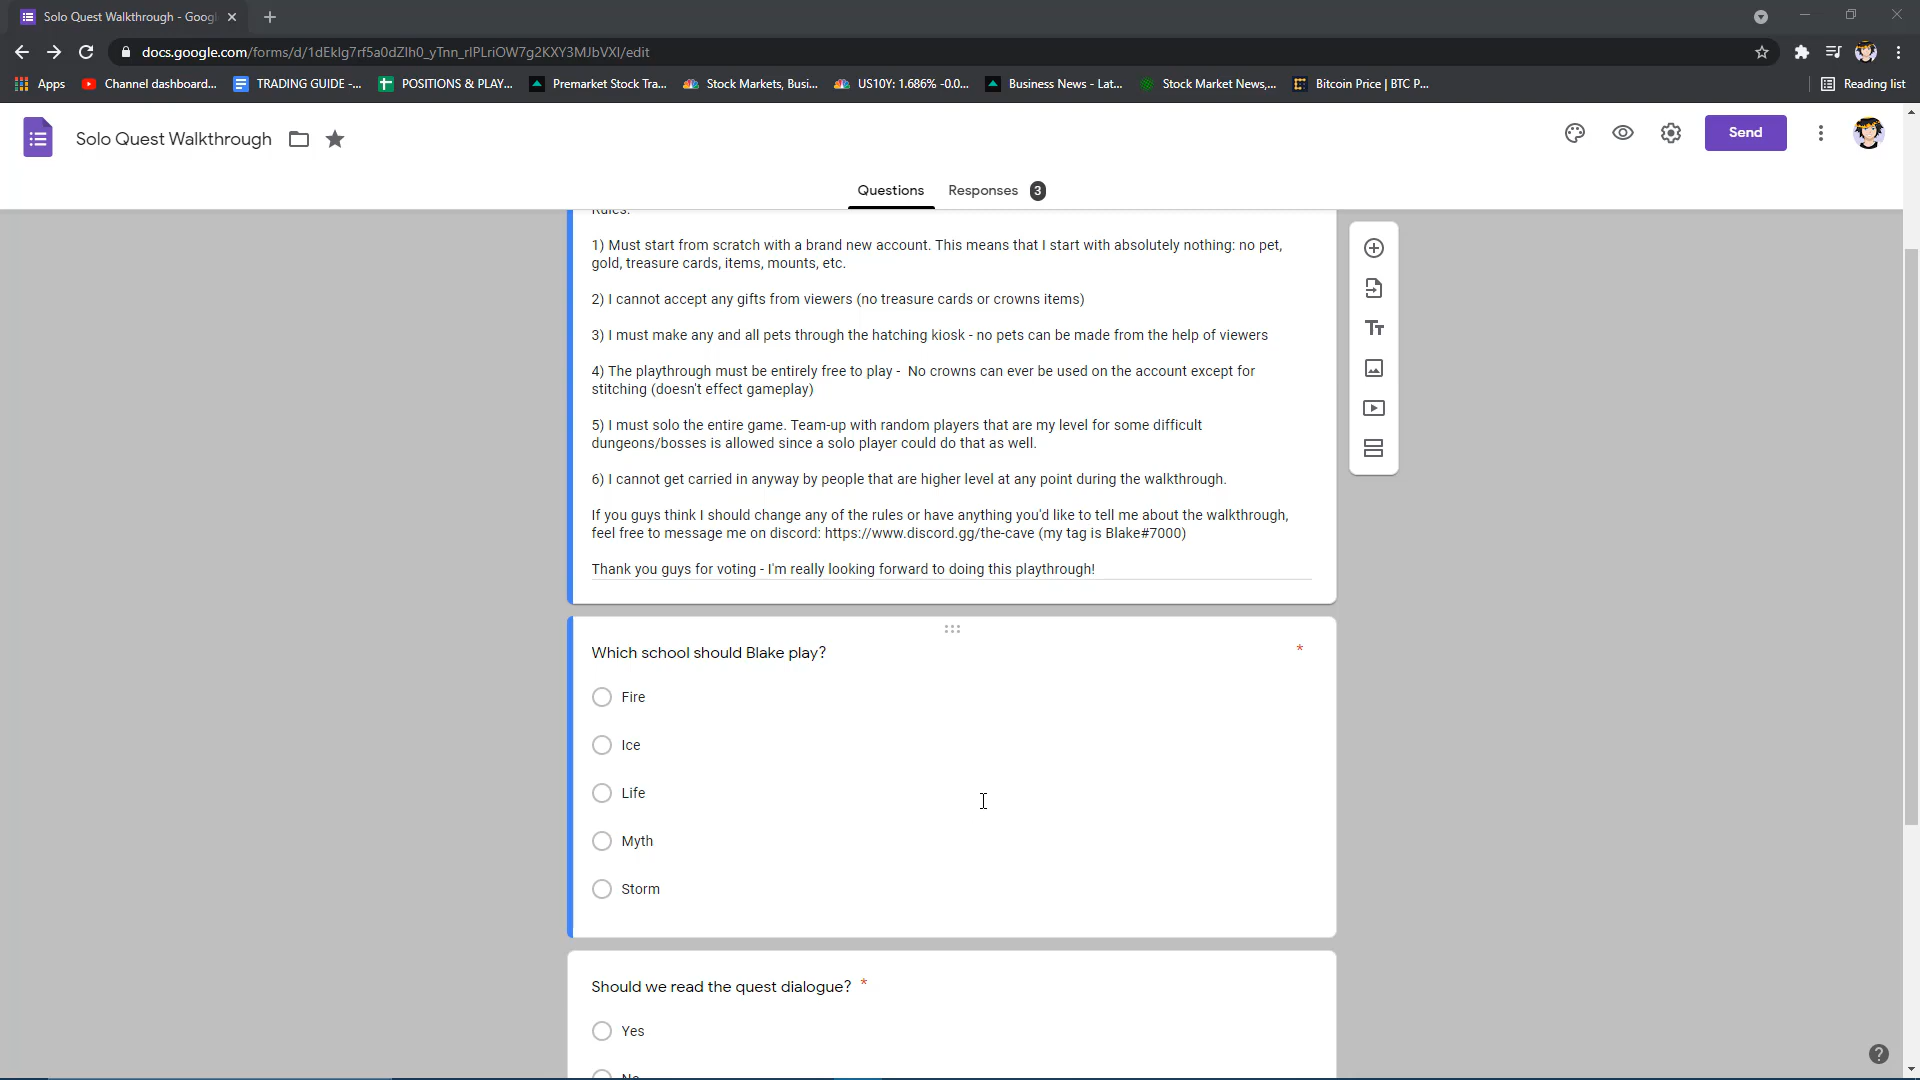 Solo Quest Walkthrough - Goog
docs.google.com/forms/d/1dEkIg7rf5a0dZlh0_yTnn_rlPLriOW7g2KXY3MJbVXI/edit
Apps
Channel dashboard...
TRADING GUIDE -...
POSITIONS & PLAY...
Premarket Stock Tra...
Stock Markets, Busi...
US10Y: 1.686% -0.0...
Business News - Lat...
Stock Market News,...
Bitcoin Price | BTC P...
Reading list
Solo Quest Walkthrough
Send
Questions
Responses 3
Rules:
1) Must start from scratch with a brand new account. This means that I start with absolutely nothing: no pet,
gold, treasure cards, items, mounts, etc.
2) I cannot accept any gifts from viewers (no treasure cards or crowns items)
3) I must make any and all pets through the hatching kiosk - no pets can be made from the help of viewers
4) The playthrough must be entirely free to play -  No crowns can ever be used on the account except for
stitching (doesn't effect gameplay)
5) I must solo the entire game. Team-up with random players that are my level for some difficult
dungeons/bosses is allowed since a solo player could do that as well.
6) I cannot get carried in anyway by people that are higher level at any point during the walkthrough.
If you guys think I should change any of the rules or have anything you'd like to tell me about the walkthrough,
feel free to message me on discord: https://www.discord.gg/the-cave (my tag is Blake#7000)
Thank you guys for voting - I'm really looking forward to doing this playthrough!
Which school should Blake play? *
Fire
Ice
Life
Myth
Storm
Should we read the quest dialogue? *
Yes
No